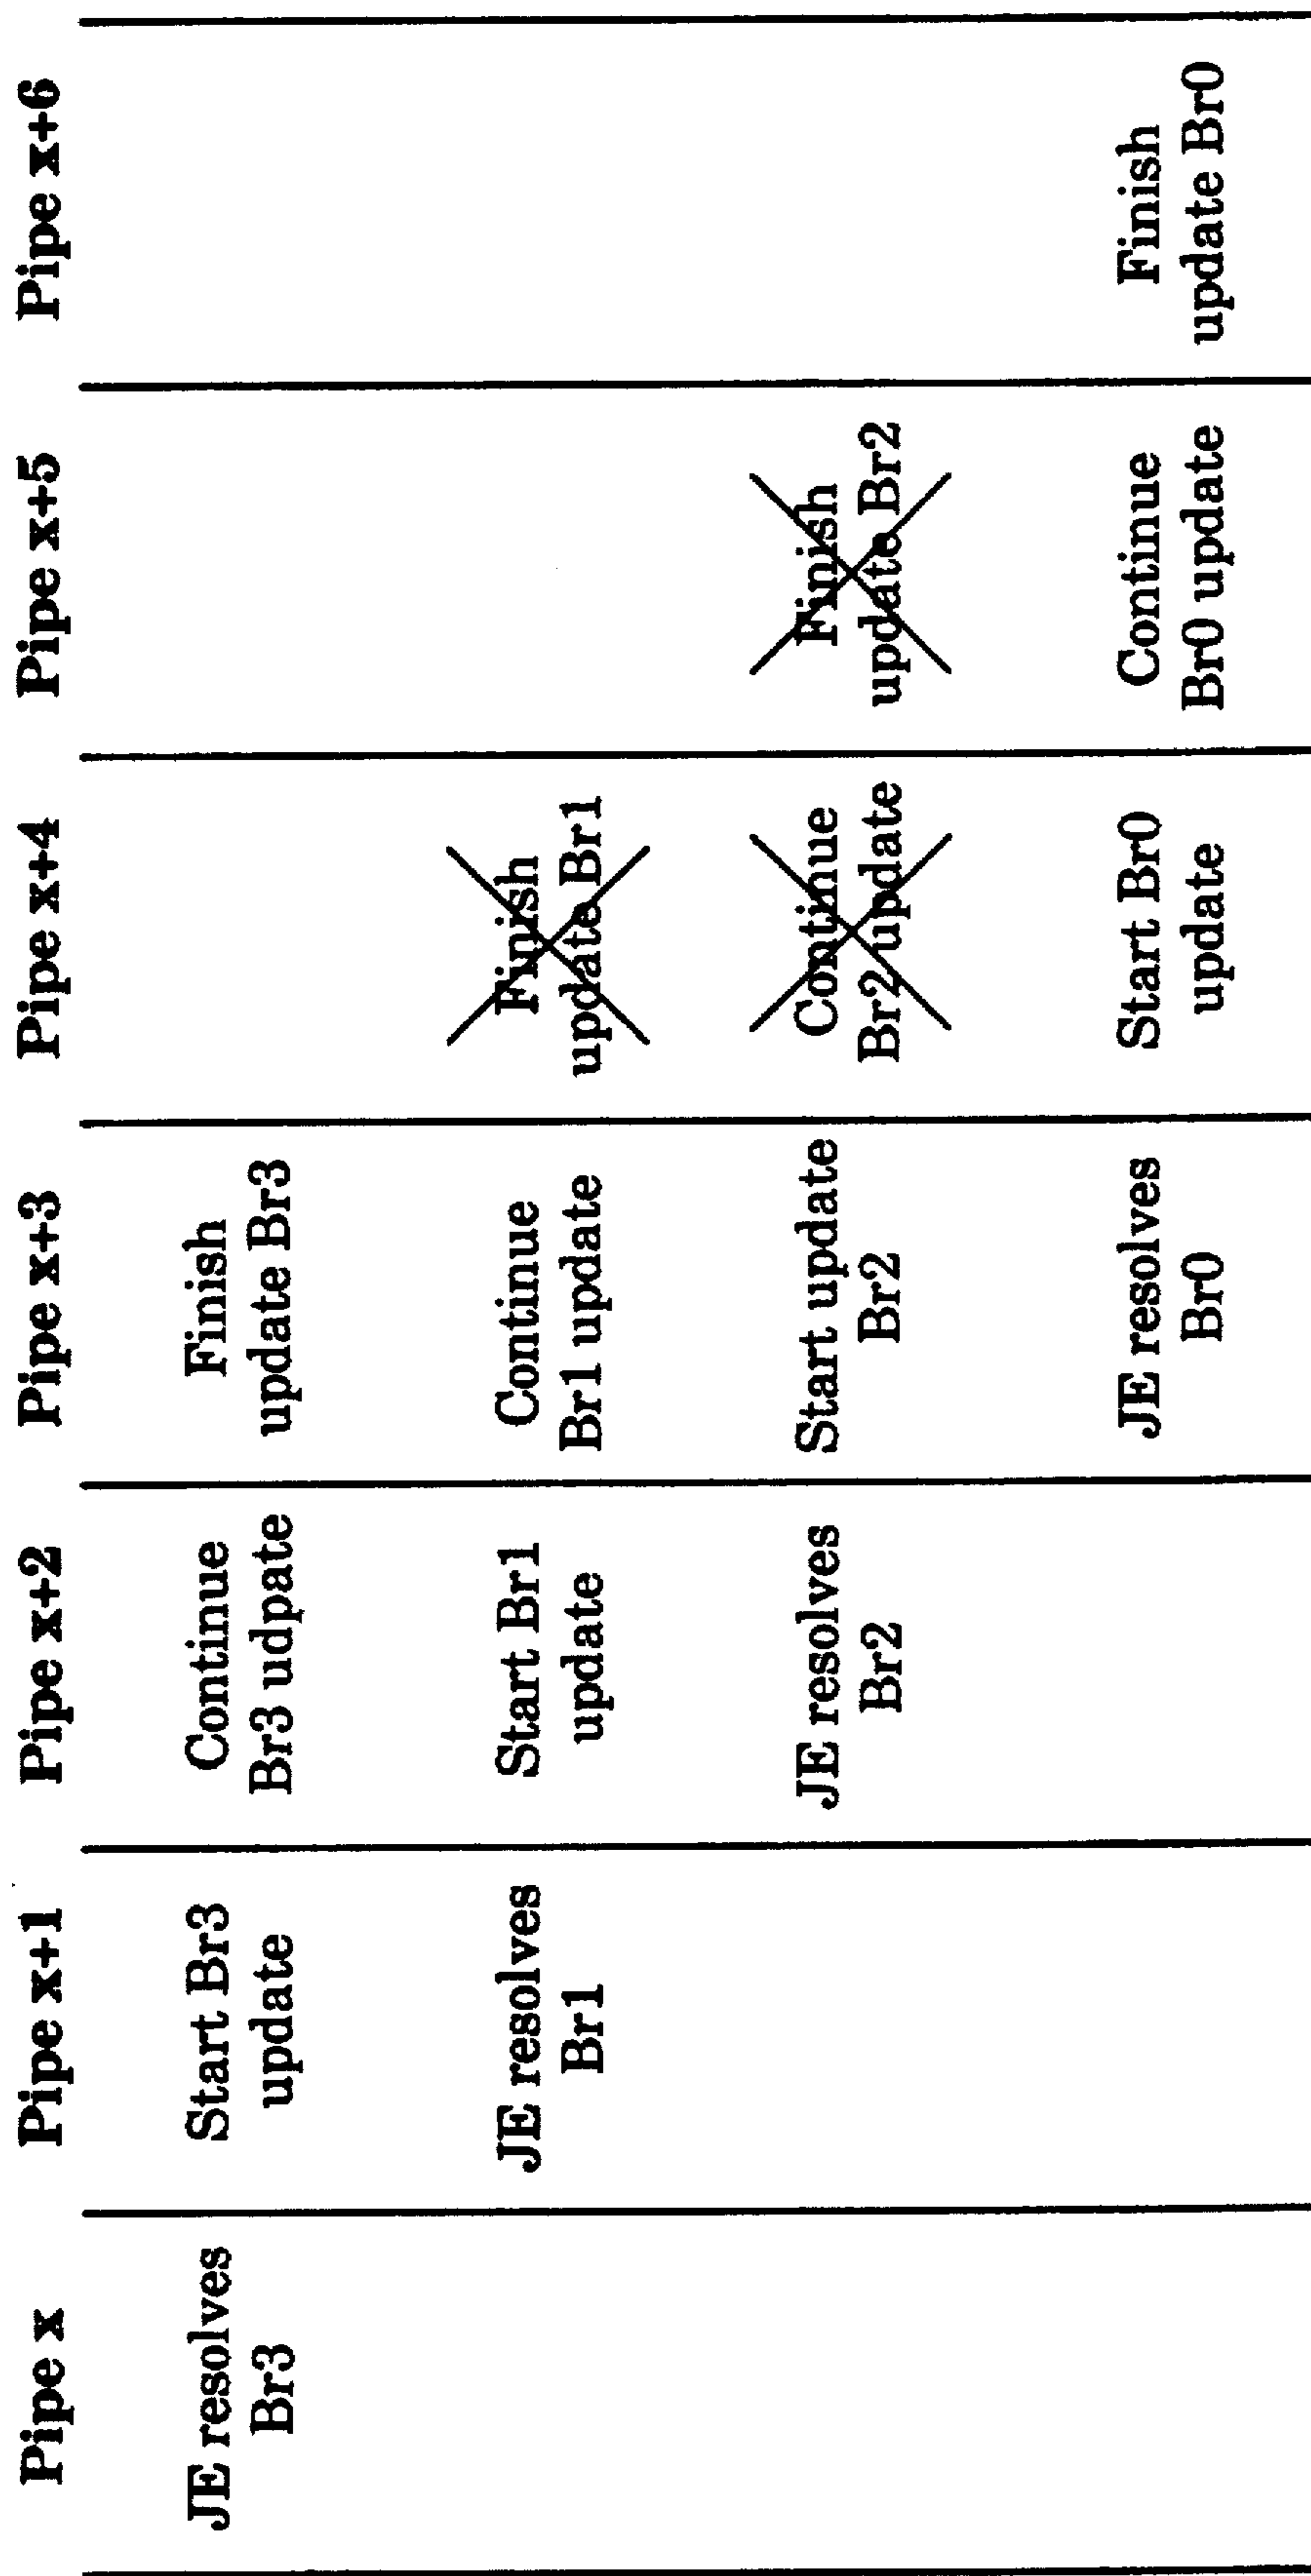 Pipe x
Pipe x+1
Pipe x+2
Pipe x+3
Pipe x+4
Pipe x+5
Pipe x+6
JE resolves
Br3
Start Br3
update
Continue
Br3 udpate
Finish
update Br3
JE resolves
Br1
Start Br1
update
Continue
Br1 update
Finish
update Br1
JE resolves
Br2
Start update
Br2
Continue
Br2 update
Finish
update Br2
JE resolves
Br0
Start Br0
update
Continue
Br0 update
Finish
update Br0